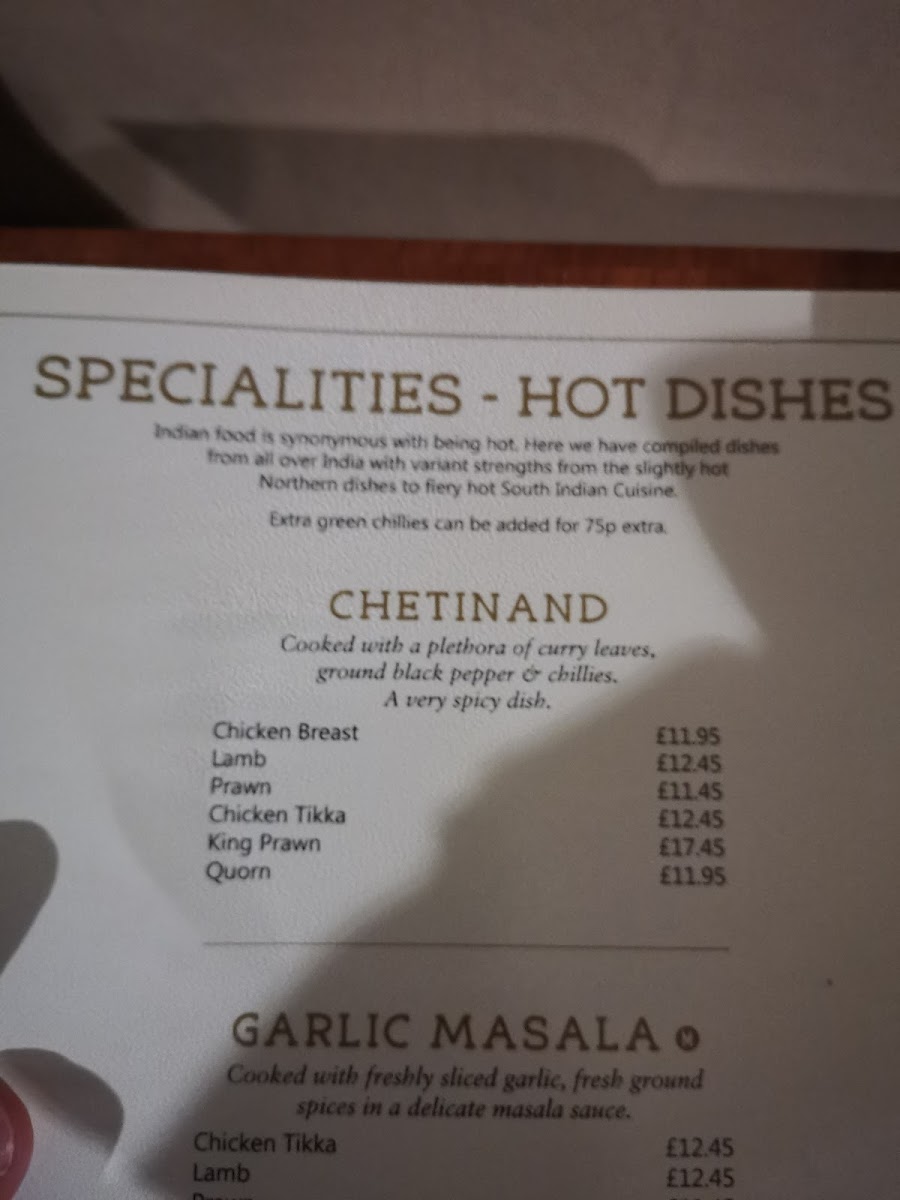 SPECIALITIES - HOT DISHES
Indian food is synonymous with being hot. Here we have compiled dishes
from all over India with variant strengths from the slightly hot
Northern dishes to fiery hot South Indian Cuisine.
Extra green chillies can be added for 75p extra.
CHETINAND
Cooked with a plethora of curry leaves,
ground black pepper & chillies.
A very spicy dish.
Chicken Breast £11.95
Lamb £12.45
Prawn £11.45
Chicken Tikka £12.45
King Prawn £17.45
Quorn £11.95
GARLIC MASALA
Cooked with freshly sliced garlic, fresh ground
spices in a delicate masala sauce.
Chicken Tikka £12.45
Lamb £12.45